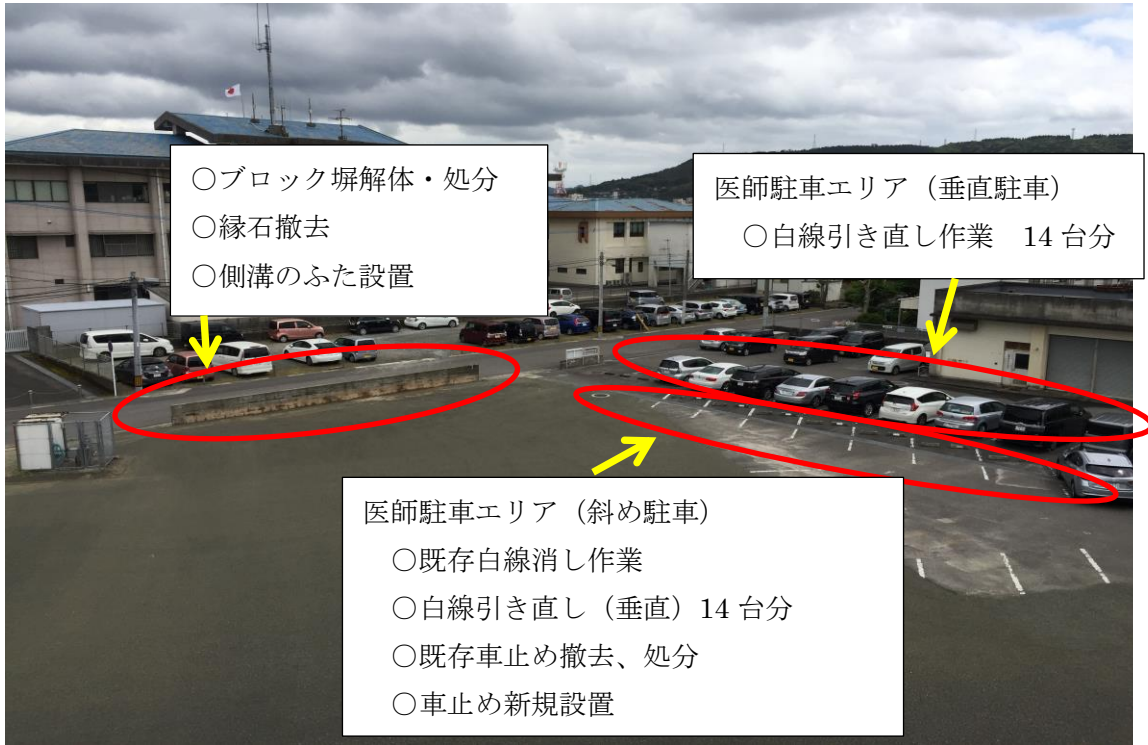 ○ブロック塀解体・処分
○縁石撤去
○側溝のふた設置
医師駐車エリア（垂直駐車）
○白線引き直し作業　14 台分
医師駐車エリア（斜め駐車）
○既存白線消し作業
○白線引き直し（垂直）14 台分
○既存車止め撤去、処分
○車止め新規設置